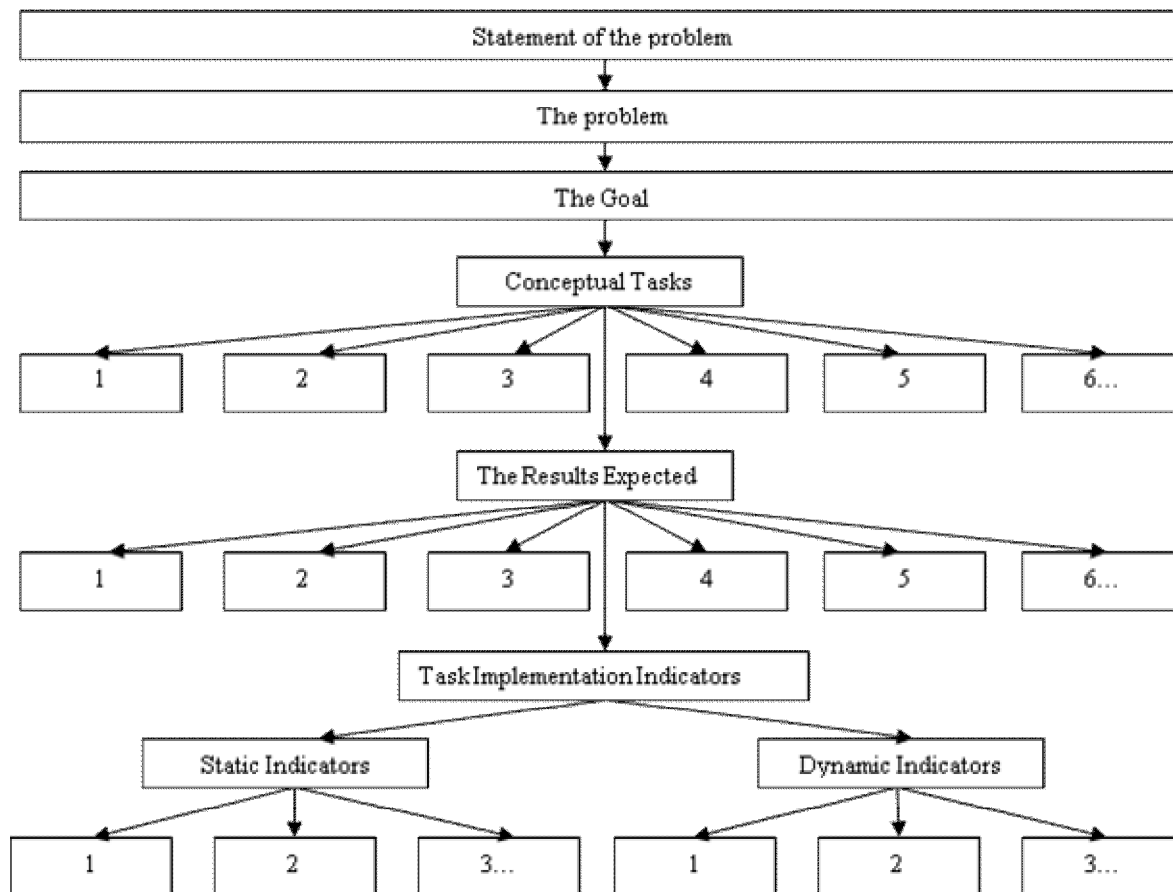 Statement of the problem
The problem
The Goal
Conceptual Tasks
1
2
3
4
5
6...
The Results Expected
1
2
3
4
5
6...
Task Implementation Indicators
Static Indicators
Dynamic Indicators
1
2
3...
1
2
3...